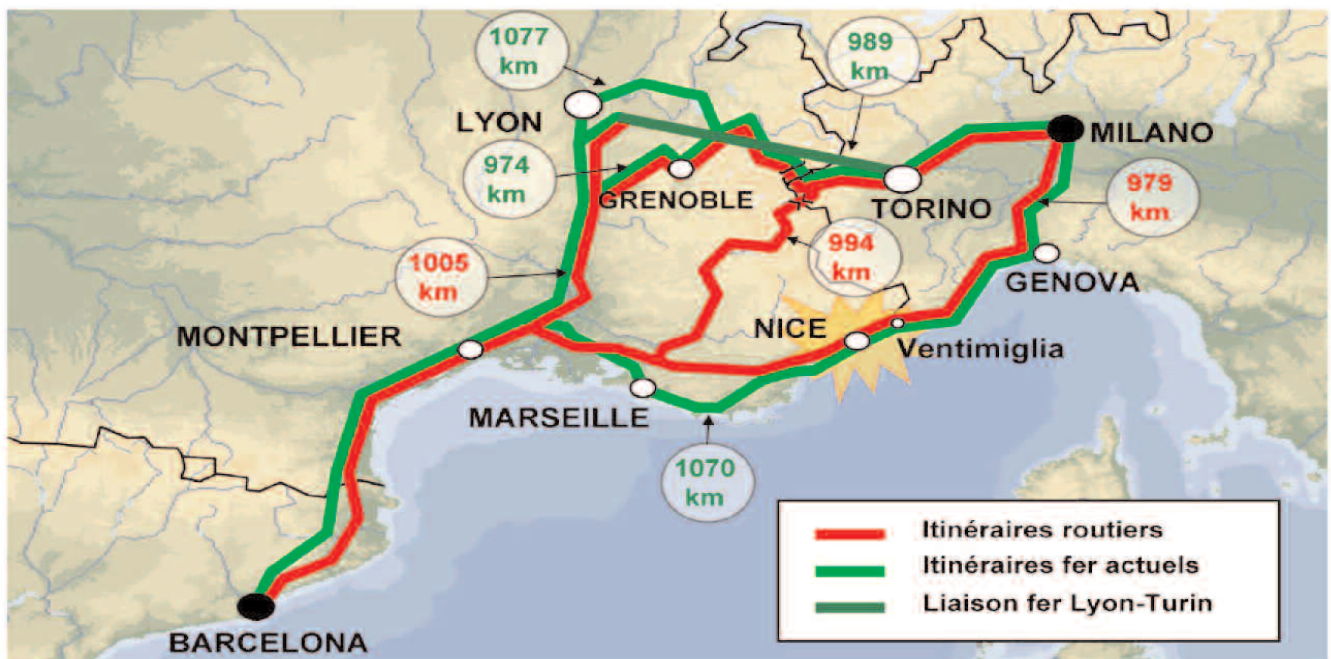 1077
km
989
km
LYON
MILANO
974
km
GRENOBLE
TORINO
979
km
994
km
1005
km
GENOVA
MONTPELLIER
NICE
Ventimiglia
MARSEILLE
1070
km
Itinéraires routiers
Itinéraires fer actuels
Liaison fer Lyon-Turin
BARCELONA